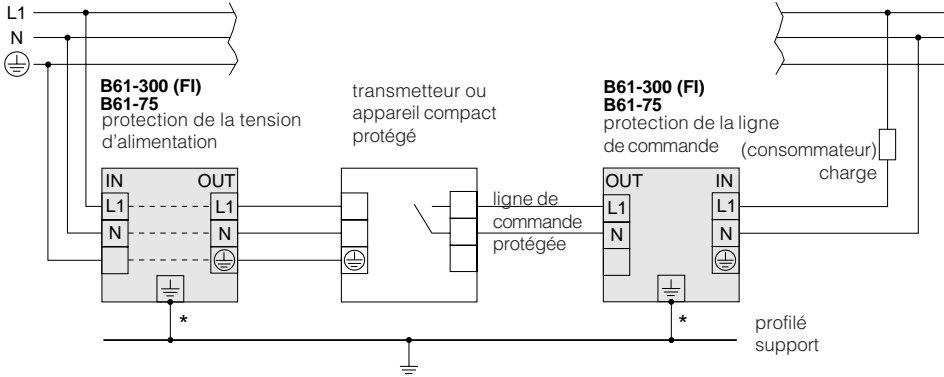 L1
N
B61-300 (FI)
B61-75
protection de la tension
d'alimentation
transmetteur ou
appareil compact
protégé
B61-300 (FI)
B61-75
protection de la ligne
de commande
(consommateur)
charge
IN OUT
L1 L1
N N
ligne de
commande
protégée
OUT IN
L1 L1
N N
*
*
profilé
support